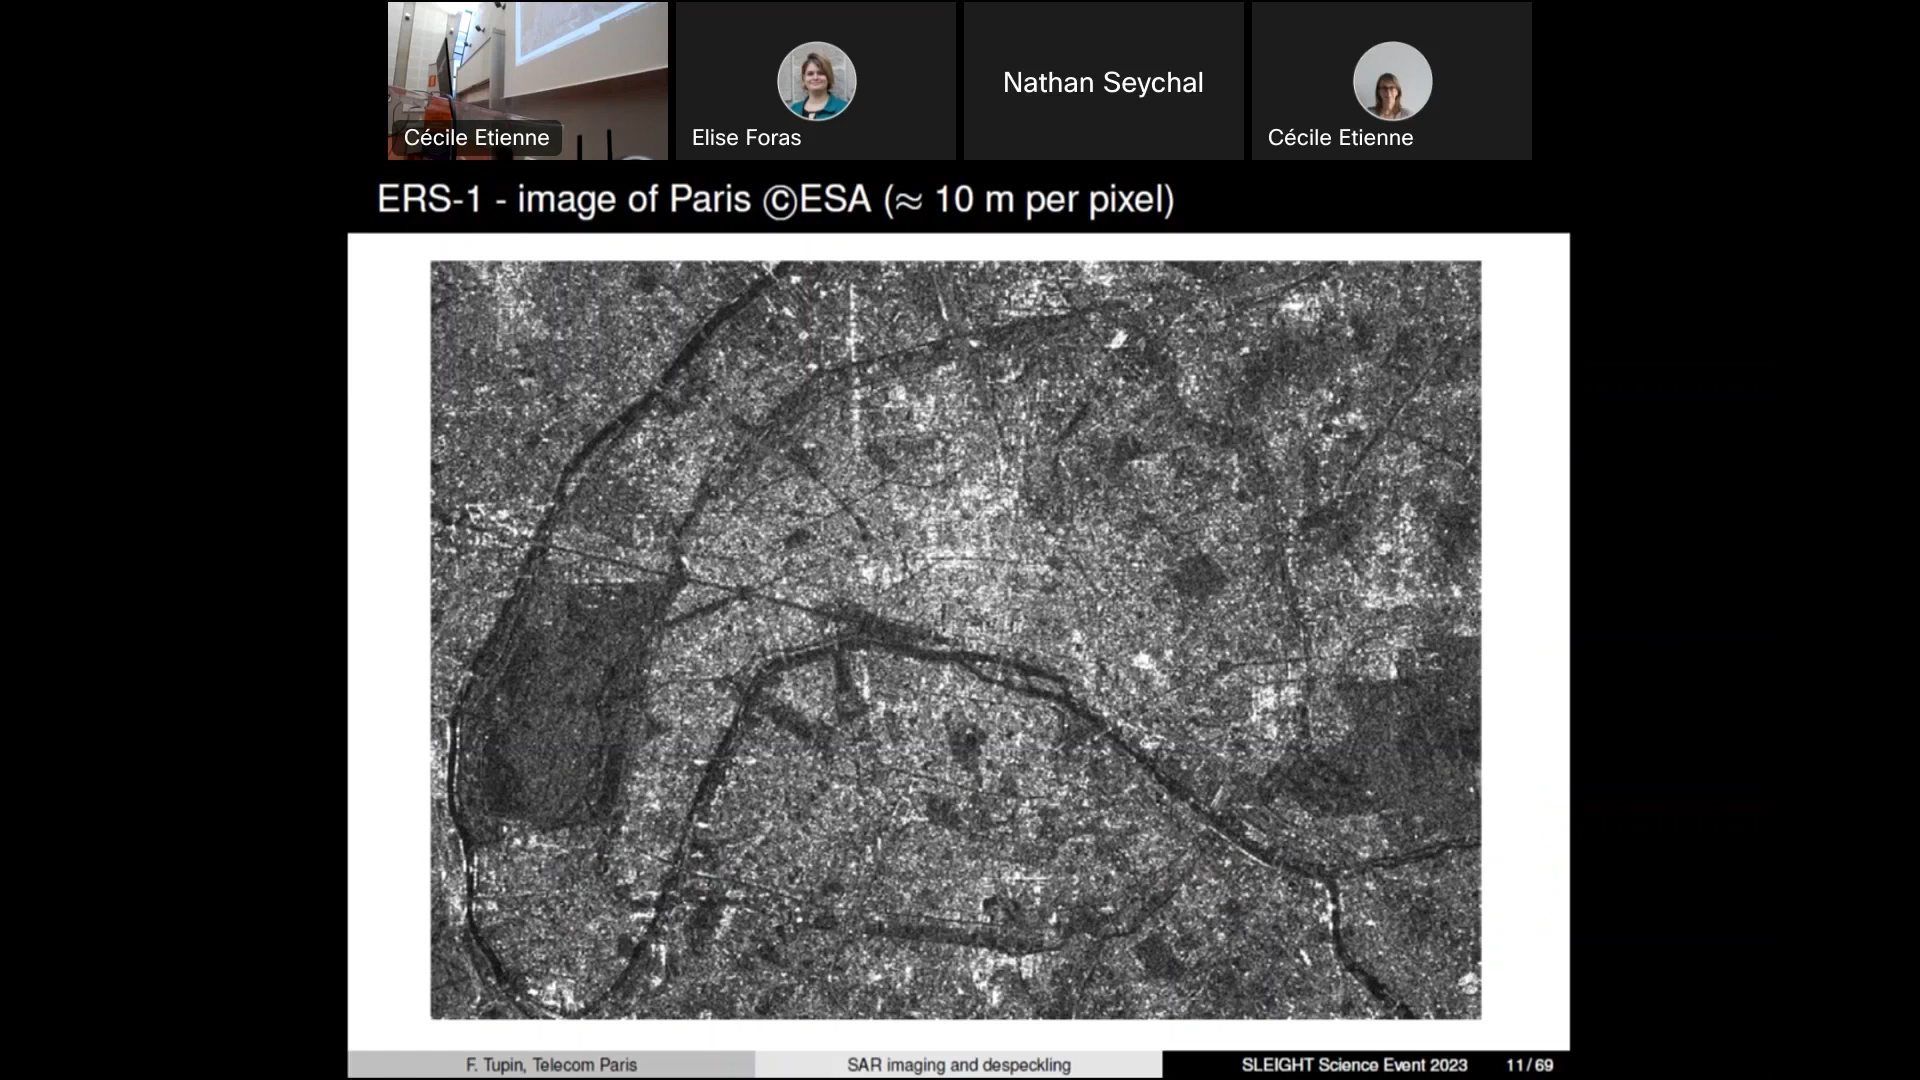 Cécile Etienne
Elise Foras
Nathan Seychal
Cécile Etienne
ERS-1 - image of Paris ©ESA (≈ 10 m per pixel)
F. Tupin, Telecom Paris
SAR imaging and despeckling
SLEIGHT Science Event 2023
11/69